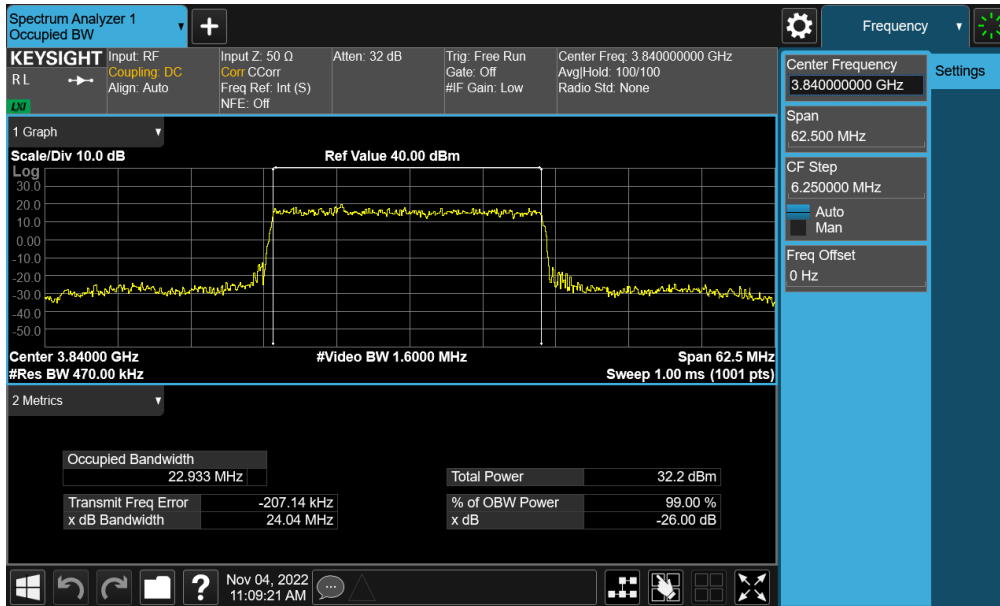 Spectrum Analyzer 1
Occupied BW
Frequency
KEYSIGHT
R L
LXI
Input: RF
Coupling: DC
Align: Auto
Input Z: 50 Ω
Corr CCorr
Freq Ref: Int (S)
NFE: Off
Atten: 32 dB
Trig: Free Run
Gate: Off
#IF Gain: Low
Center Freq: 3.840000000 GHz
Avg|Hold: 100/100
Radio Std: None
Center Frequency
3.840000000 GHz
Settings
Span
62.500 MHz
CF Step
6.250000 MHz
Auto
Man
Freq Offset
0 Hz
1 Graph
Scale/Div 10.0 dB
Ref Value 40.00 dBm
Log
30.0
20.0
10.0
0.00
-10.0
-20.0
-30.0
-40.0
-50.0
Center 3.84000 GHz
#Video BW 1.6000 MHz
Span 62.5 MHz
#Res BW 470.00 kHz
Sweep 1.00 ms (1001 pts)
2 Metrics
Occupied Bandwidth
22.933 MHz
Total Power 32.2 dBm
Transmit Freq Error -207.14 kHz
% of OBW Power 99.00 %
x dB Bandwidth 24.04 MHz
x dB -26.00 dB
?
Nov 04, 2022
11:09:21 AM